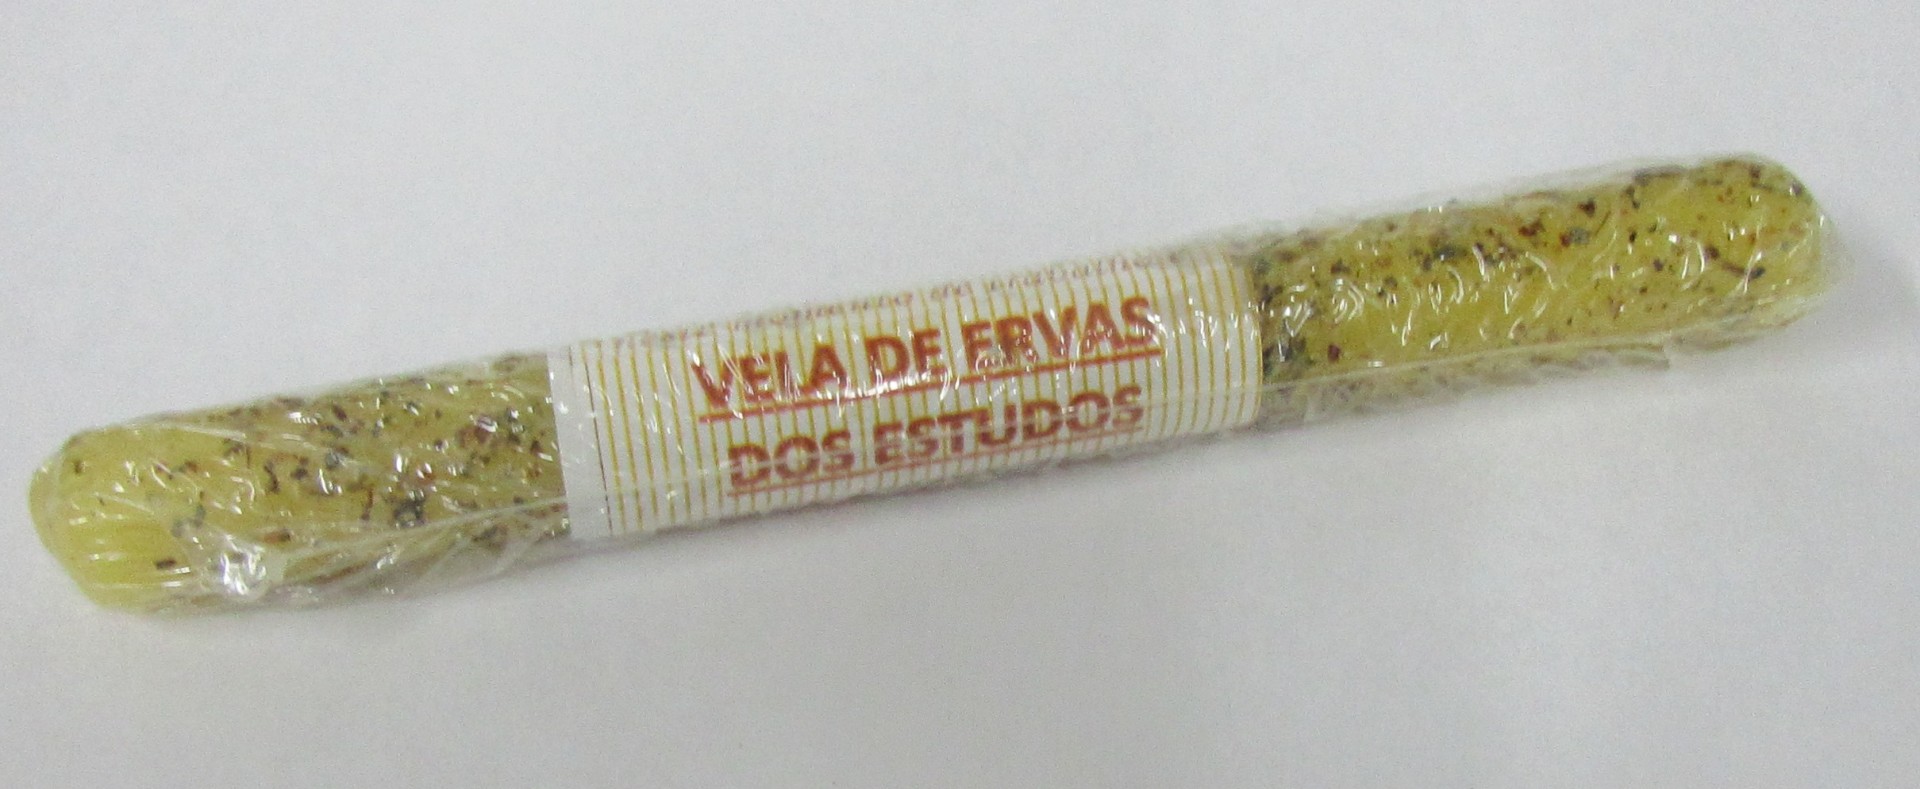 VELA DE ERVAS
DOS ESTUDOS